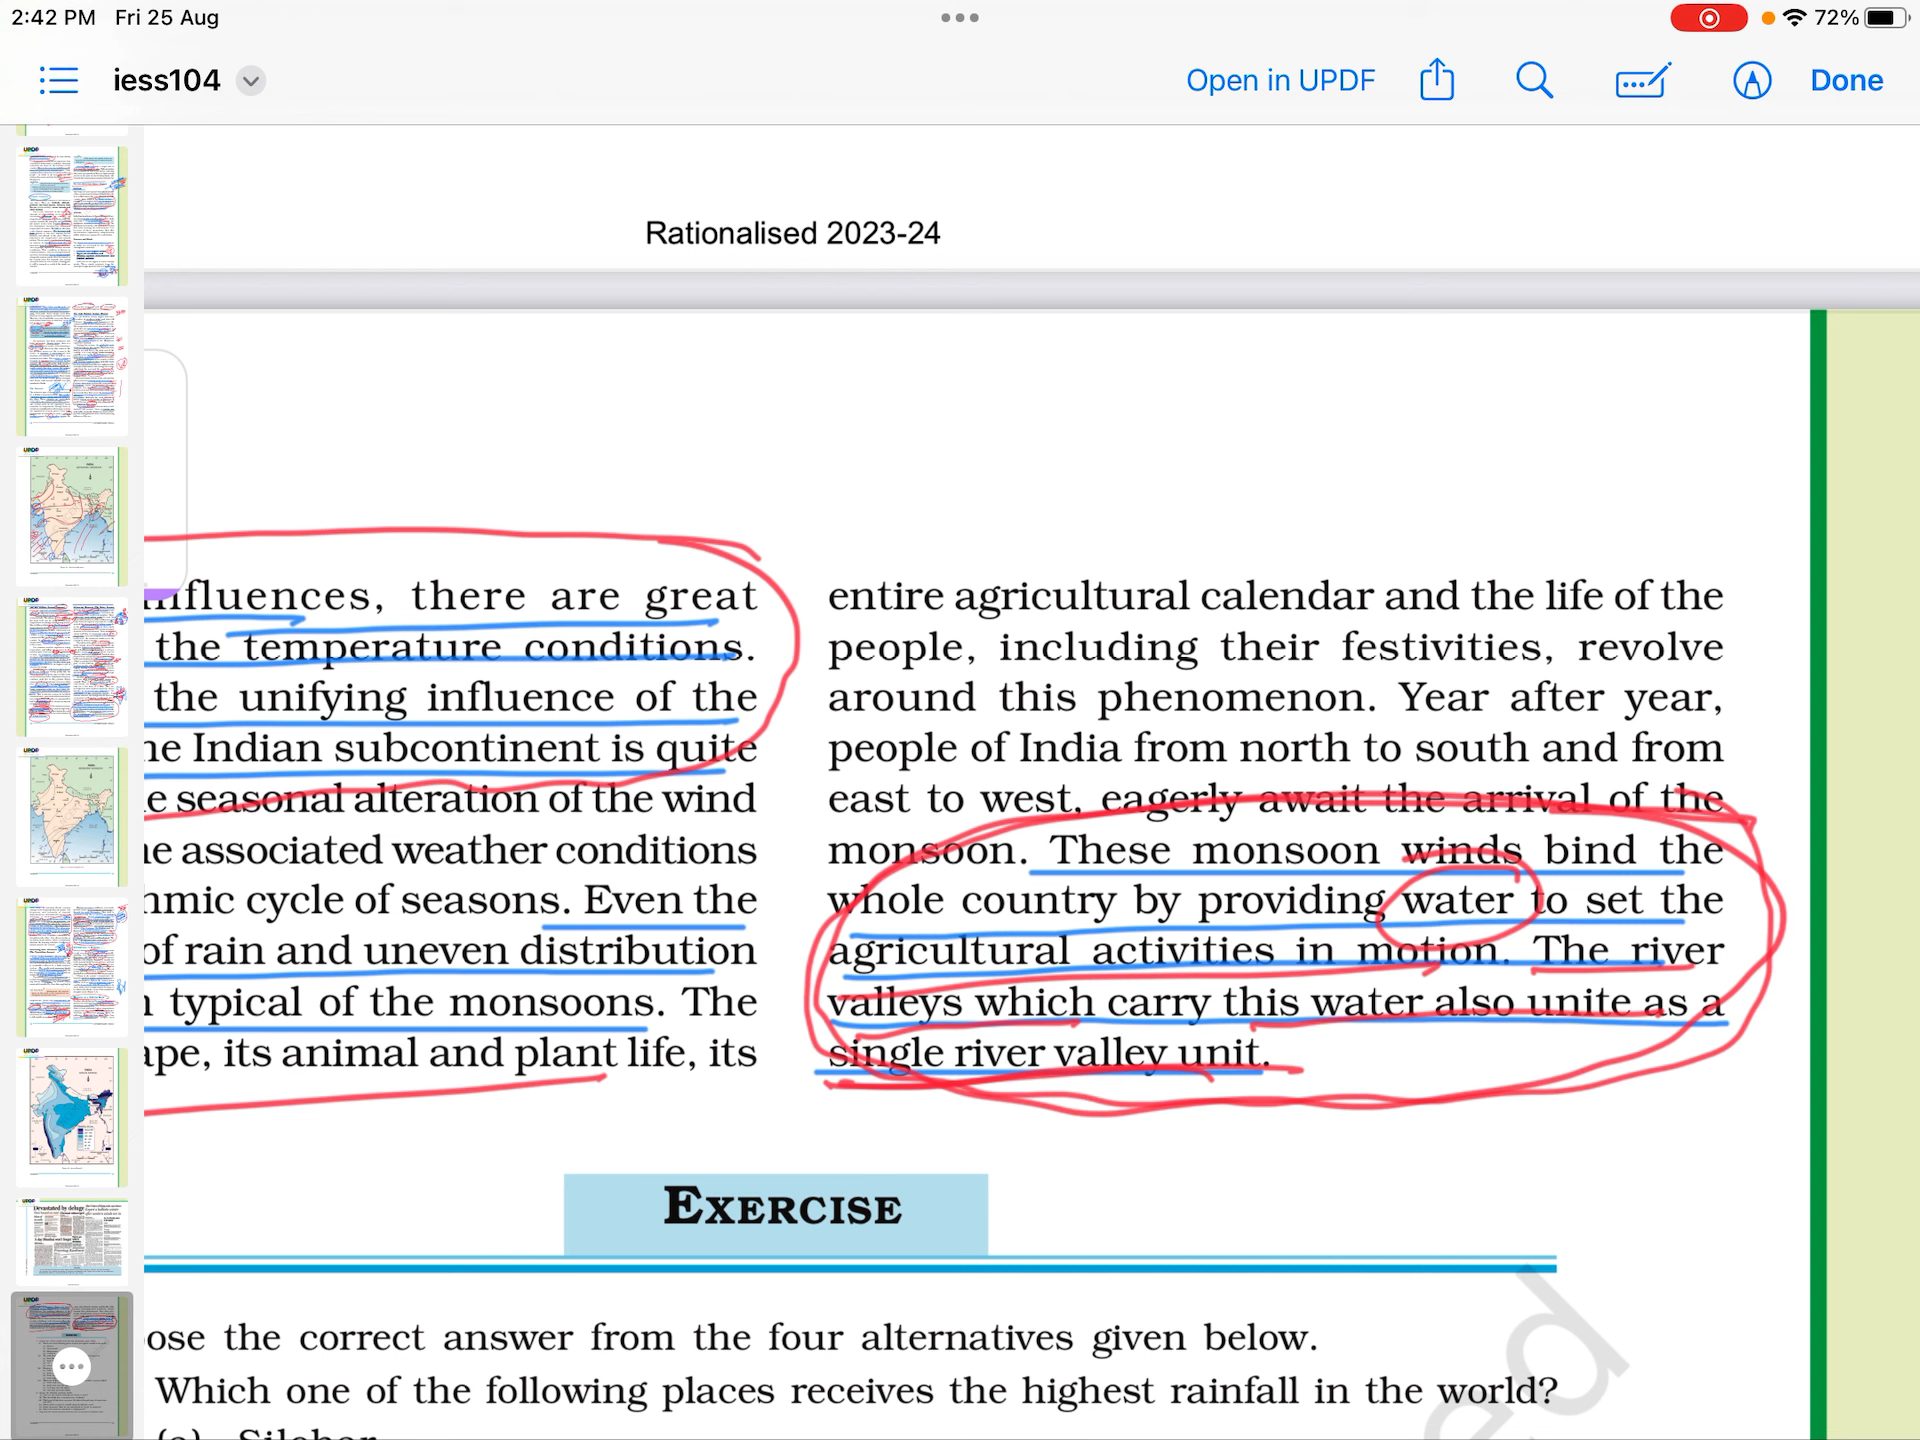 2:42 PM Fri 25 Aug
72%
iess104
Open in UPDF
Done
Rationalised 2023-24
influences, there are great
the temperature conditions.
the unifying influence of the
Indian subcontinent is quite
seasonal alteration of the wind
associated weather conditions
cycle of seasons. Even the
of rain and uneven distribution
typical of the monsoons. The
its animal and plant life, its
entire agricultural calendar and the life of the
people, including their festivities, revolve
around this phenomenon. Year after year,
people of India from north to south and from
east to west, eagerly await the arrival of the
monsoon. These monsoon winds bind the
whole country by providing water to set the
agricultural activities in motion. The river
valleys which carry this water also unite as a
single river valley unit.
EXERCISE
ose the correct answer from the four alternatives given below.
Which one of the following places receives the highest rainfall in the world?
Devastated by deluge